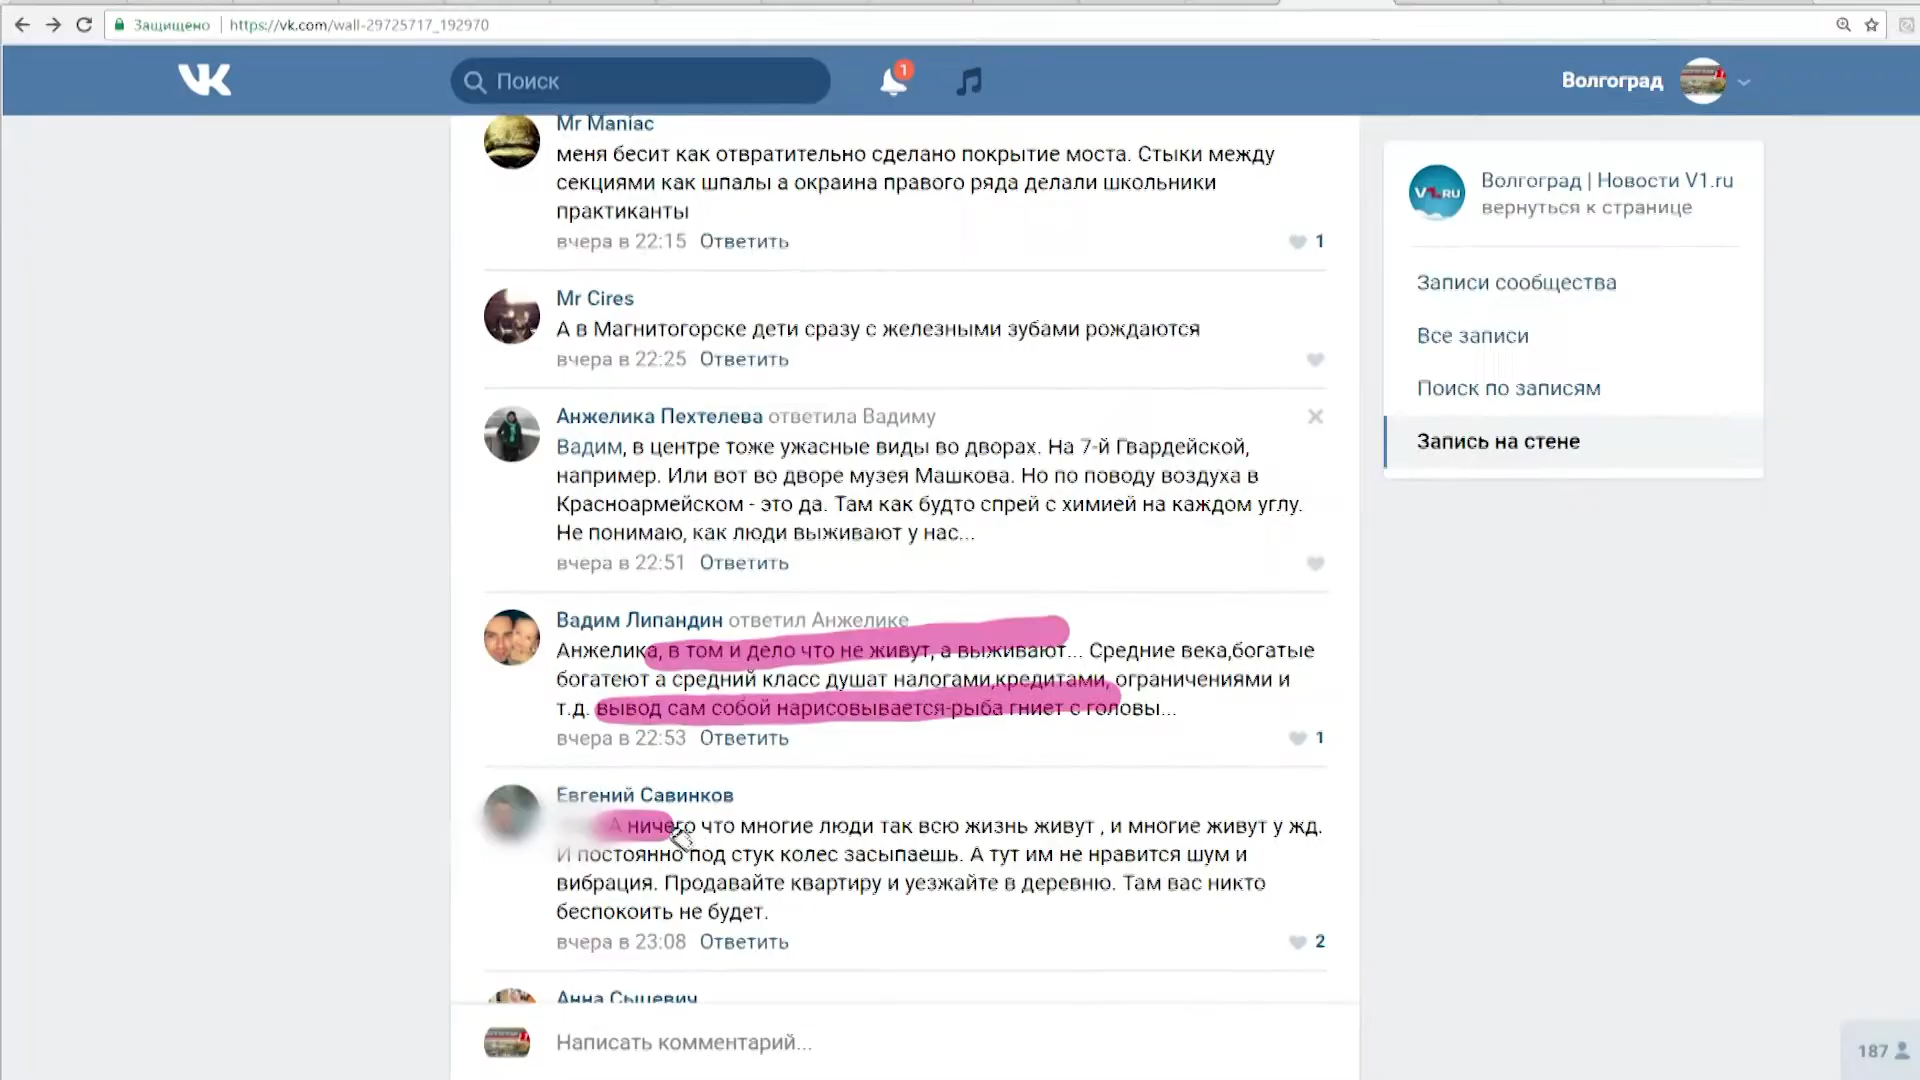 Защищено
https://vk.com/wall-29725717_192970
Поиск
1
Волгоград
Mr Maniac
меня бесит как отвратительно сделано покрытие моста. Стыки между
секциями как шпалы а окраина правого ряда делали школьники
практиканты
вчера в 22:15 Ответить
1
Mr Cires
А в Магнитогорске дети сразу с железными зубами рождаются
вчера в 22:25 Ответить
Анжелика Пехтелева ответила Вадиму
Вадим, в центре тоже ужасные виды во дворах. На 7-й Гвардейской,
например. Или вот во дворе музея Машкова. Но по поводу воздуха в
Красноармейском - это да. Там как будто спрей с химией на каждом углу.
Не понимаю, как люди выживают у нас...
вчера в 22:51 Ответить
Вадим Липандин ответил Анжелике
Анжелика, в том и дело что не живут, а выживают... Средние века,богатые
богатеют а средний класс душат налогами,кредитами, ограничениями и
т.д. вывод сам собой нарисовывается-рыба гниет с головы...
вчера в 22:53 Ответить
1
Евгений Савинков
А ничего что многие люди так всю жизнь живут , и многие живут у жд.
И постоянно под стук колес засыпаешь. А тут им не нравится шум и
вибрация. Продавайте квартиру и уезжайте в деревню. Там вас никто
беспокоить не будет.
вчера в 23:08 Ответить
2
Анна Сышевич
Написать комментарий...
V1.RU
Волгоград | Новости V1.ru
вернуться к странице
Записи сообщества
Все записи
Поиск по записям
Запись на стене
187